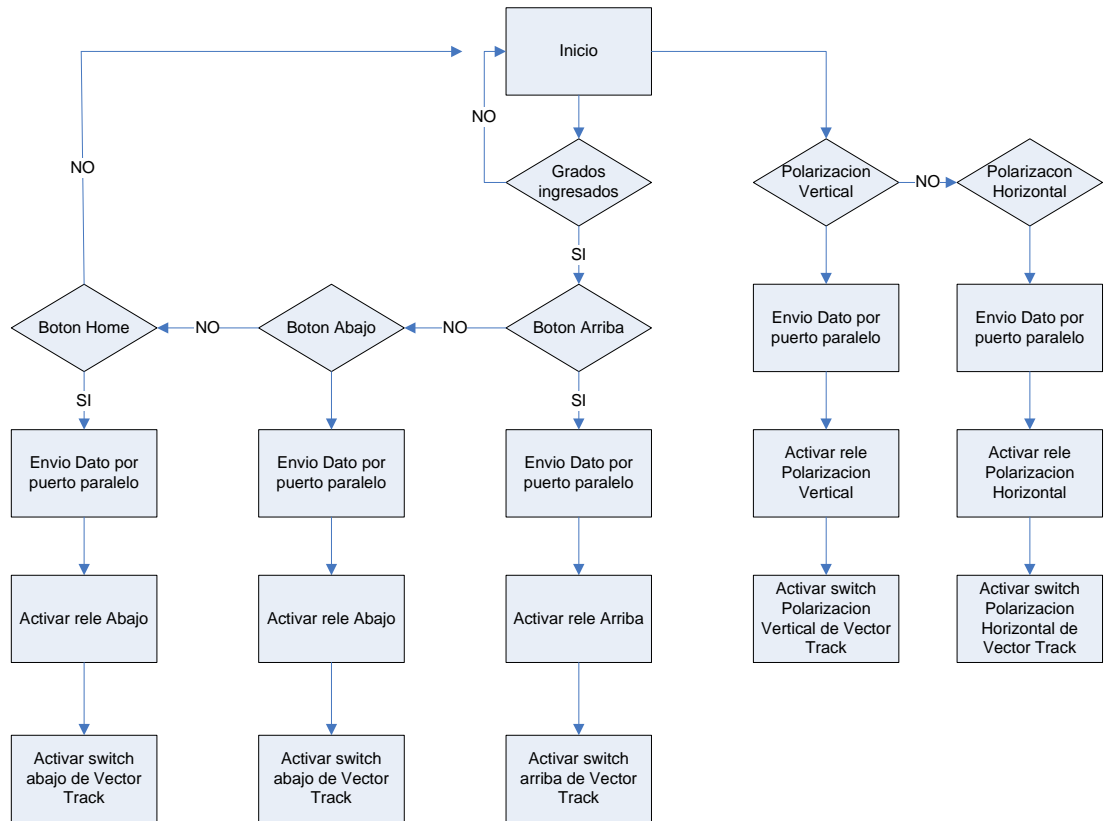 Inicio
NO
NO
Grados
ingresados
Polarizacion
Vertical
NO
Polarizacon
Horizontal
SI
Boton Home
NO
Boton Abajo
NO
Boton Arriba
Envio Dato por
puerto paralelo
Envio Dato por
puerto paralelo
SI
SI
Envio Dato por
puerto paralelo
Envio Dato por
puerto paralelo
Envio Dato por
puerto paralelo
Activar rele
Polarizacion
Vertical
Activar rele
Polarizacion
Horizontal
Activar rele Abajo
Activar rele Abajo
Activar rele Arriba
Activar switch
Polarizacion
Vertical de Vector
Track
Activar switch
Polarizacion
Horizontal de
Vector Track
Activar switch
abajo de Vector
Track
Activar switch
abajo de Vector
Track
Activar switch
arriba de Vector
Track